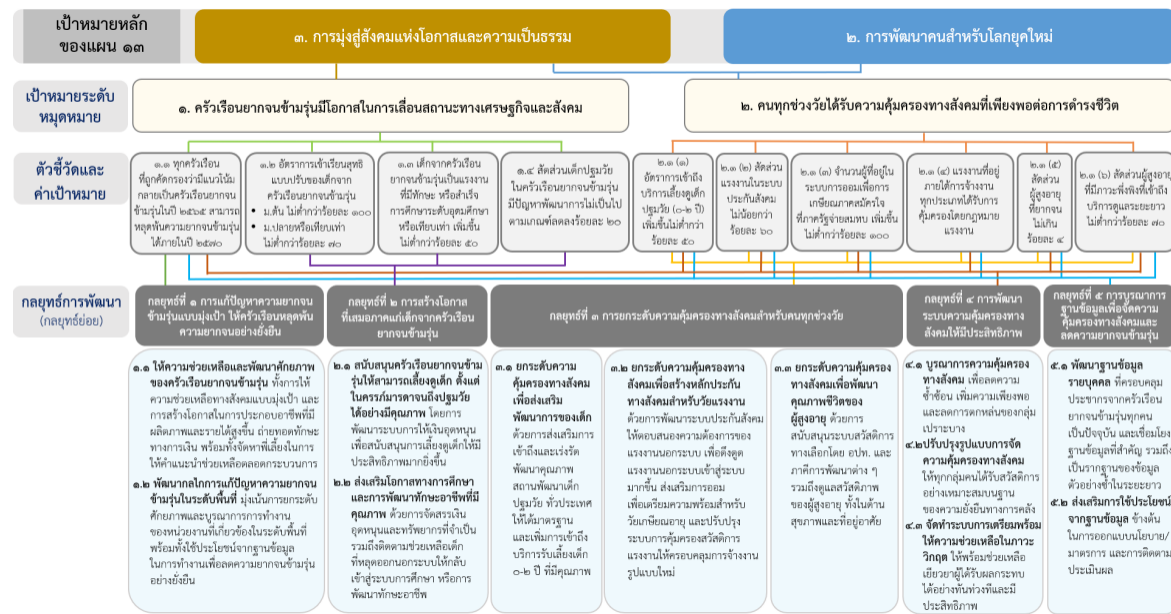 เป้าหมายหลัก
ของแผน ๑๓
๓. การมุ่งสู่สังคมแห่งโอกาสและความเป็นธรรม
๒. การพัฒนาคนสำหรับโลกยุคใหม่
เป้าหมายระดับ
หมุดหมาย
๑. ครัวเรือนยากจนข้ามรุ่นมีโอกาสในการเลื่อนสถานะทางเศรษฐกิจและสังคม
๒. คนทุกช่วงวัยได้รับความคุ้มครองทางสังคมที่เพียงพอต่อการดำรงชีวิต
ตัวชี้วัดและ
ค่าเป้าหมาย
๑.๑ ทุกครัวเรือน
ที่ถูกคัดกรองว่ามีแนวโน้ม
กลายเป็นครัวเรือนยากจน
ข้ามรุ่นในปี ๒๕๖๕ สามารถ
หลุดพ้นความยากจนข้ามรุ่น
ได้ภายในปี ๒๕๗๐
๑.๒ อัตราการเข้าเรียนสุทธิ
แบบปรับของเด็กจาก
ครัวเรือนยากจนข้ามรุ่น
• ม.ต้น ไม่ต่ำกว่าร้อยละ ๑๐๐
• ม.ปลายหรือเทียบเท่า
ไม่ต่ำกว่าร้อยละ ๗๐
๑.๓ เด็กจากครัวเรือน
ยากจนข้ามรุ่นเป็นแรงงาน
ที่มีทักษะ หรือสำเร็จ
การศึกษาระดับอุดมศึกษา
หรือเทียบเท่า เพิ่มขึ้น
ไม่ต่ำกว่าร้อยละ ๕๐
๑.๔ สัดส่วนเด็กปฐมวัย
ในครัวเรือนยากจนข้ามรุ่น
มีปัญหาพัฒนาการไม่เป็นไป
ตามเกณฑ์ลดลงร้อยละ ๒๐
๒.๑ (๑)
อัตราการเข้าถึง
บริการเลี้ยงดูเด็ก
ปฐมวัย (๐-๒ ปี)
เพิ่มขึ้นไม่ต่ำกว่า
ร้อยละ ๕๐
๒.๑ (๒) สัดส่วน
แรงงานในระบบ
ประกันสังคม
ไม่น้อยกว่า
ร้อยละ ๖๐
๒.๑ (๓) จำนวนผู้ที่อยู่ใน
ระบบการออมเพื่อการ
เกษียณภาคสมัครใจ
ที่ภาครัฐจ่ายสมทบ เพิ่มขึ้น
ไม่ต่ำกว่าร้อยละ ๑๐๐
๒.๑ (๔) แรงงานที่อยู่
ภายใต้การจ้างงาน
ทุกประเภทได้รับการ
คุ้มครองโดยกฎหมาย
แรงงาน
๒.๑ (๕)
สัดส่วน
ผู้สูงอายุ
ที่ยากจน
ไม่เกิน
ร้อยละ ๔
๒.๑ (๖) สัดส่วนผู้สูงอายุ
ที่มีภาวะพึ่งพิงที่เข้าถึง
บริการดูแลระยะยาว
ไม่ต่ำกว่าร้อยละ ๗๐
กลยุทธ์การพัฒนา
(กลยุทธ์ย่อย)
กลยุทธ์ที่ ๑ การแก้ปัญหาความยากจน
ข้ามรุ่นแบบมุ่งเป้า ให้ครัวเรือนหลุดพ้น
ความยากจนอย่างยั่งยืน
กลยุทธ์ที่ ๒ การสร้างโอกาส
ที่เสมอภาคแก่เด็กจากครัวเรือน
ยากจนข้ามรุ่น
กลยุทธ์ที่ ๓ การยกระดับความคุ้มครองทางสังคมสำหรับคนทุกช่วงวัย
กลยุทธ์ที่ ๔ การพัฒนา
ระบบความคุ้มครองทาง
สังคมให้มีประสิทธิภาพ
กลยุทธ์ที่ ๕ การบูรณาการ
ฐานข้อมูลเพื่อจัดความ
คุ้มครองทางสังคมและ
ลดความยากจนข้ามรุ่น
๑.๑ ให้ความช่วยเหลือและพัฒนาศักยภาพ
ของครัวเรือนยากจนข้ามรุ่น ทั้งการให้
ความช่วยเหลือทางสังคมแบบมุ่งเป้า และ
การสร้างโอกาสในการประกอบอาชีพที่มี
ผลิตภาพและรายได้สูงขึ้น ถ่ายทอดทักษะ
ทางการเงิน พร้อมทั้งจัดหาพี่เลี้ยงในการ
ให้คำแนะนำช่วยเหลือตลอดกระบวนการ
๑.๒ พัฒนากลไกการแก้ปัญหาความยากจน
ข้ามรุ่นในระดับพื้นที่ มุ่งเน้นการยกระดับ
ศักยภาพและบูรณาการการทำงาน
ของหน่วยงานที่เกี่ยวข้องในระดับพื้นที่
พร้อมทั้งใช้ประโยชน์จากฐานข้อมูล
ในการทำงานเพื่อลดความยากจนข้ามรุ่น
อย่างยั่งยืน
๒.๑ สนับสนุนครัวเรือนยากจนข้าม
รุ่นให้สามารถเลี้ยงดูเด็ก ตั้งแต่
ในครรภ์มารดาจนถึงปฐมวัย
ได้อย่างมีคุณภาพ โดยการ
พัฒนาระบบการให้เงินอุดหนุน
เพื่อสนับสนุนการเลี้ยงดูเด็กให้มี
ประสิทธิภาพมากยิ่งขึ้น
๒.๒ ส่งเสริมโอกาสทางการศึกษา
และการพัฒนาทักษะอาชีพที่มี
คุณภาพ ด้วยการจัดสรรเงิน
อุดหนุนและทรัพยากรที่จำเป็น
รวมถึงติดตามช่วยเหลือเด็ก
ที่หลุดออกนอกระบบให้กลับ
เข้าสู่ระบบการศึกษา หรือการ
พัฒนาทักษะอาชีพ
๓.๑ ยกระดับความ
คุ้มครองทางสังคม
เพื่อส่งเสริม
พัฒนาการของเด็ก
ด้วยการส่งเสริมการ
เข้าถึงและเร่งรัด
พัฒนาคุณภาพ
สถานพัฒนาเด็ก
ปฐมวัย ทั่วประเทศ
ให้ได้มาตรฐาน
และเพิ่มการเข้าถึง
บริการรับเลี้ยงเด็ก
๐-๒ ปี ที่มีคุณภาพ
๓.๒ ยกระดับความคุ้มครองทาง
สังคมเพื่อสร้างหลักประกัน
ทางสังคมสำหรับวัยแรงงาน
ด้วยการพัฒนาระบบประกันสังคม
ให้ตอบสนองความต้องการของ
แรงงานนอกระบบ เพื่อดึงดูด
แรงงานนอกระบบเข้าสู่ระบบ
มากขึ้น ส่งเสริมการออม
เพื่อเตรียมความพร้อมสำหรับ
วัยเกษียณอายุ และปรับปรุง
ระบบการคุ้มครองสวัสดิการ
แรงงานให้ครอบคลุมการจ้างงาน
รูปแบบใหม่
๓.๓ ยกระดับความคุ้มครอง
ทางสังคมเพื่อพัฒนา
คุณภาพชีวิตของ
ผู้สูงอายุ ด้วยการ
สนับสนุนระบบสวัสดิการ
ทางเลือกโดย อปท. และ
ภาคีการพัฒนาต่าง ๆ
รวมถึงดูแลสวัสดิภาพ
ของผู้สูงอายุ ทั้งในด้าน
สุขภาพและที่อยู่อาศัย
๔.๑ บูรณาการความคุ้มครอง
ทางสังคม เพื่อลดความ
ซ้ำซ้อน เพิ่มความเพียงพอ
และลดการตกหล่นของกลุ่ม
เปราะบาง
๔.๒ปรับปรุงรูปแบบการจัด
ความคุ้มครองทางสังคม
ให้ทุกกลุ่มคนได้รับสวัสดิการ
อย่างเหมาะสมบนฐาน
ของความยั่งยืนทางการคลัง
๔.๓ จัดทำระบบการเตรียมพร้อม
ให้ความช่วยเหลือในภาวะ
วิกฤต ให้พร้อมช่วยเหลือ
เยียวยาผู้ได้รับผลกระทบ
ได้อย่างทันท่วงทีและมี
ประสิทธิภาพ
๕.๑ พัฒนาฐานข้อมูล
รายบุคคล ที่ครอบคลุม
ประชากรจากครัวเรือน
ยากจนข้ามรุ่นทุกคน
เป็นปัจจุบัน และเชื่อมโยง
ฐานข้อมูลที่สำคัญ รวมถึง
เป็นรากฐานของข้อมูล
ตัวอย่างซ้ำในระยะยาว
๕.๒ ส่งเสริมการใช้ประโยชน์
จากฐานข้อมูล ข้างต้น
ในการออกแบบนโยบาย/
มาตรการ และการติดตาม
ประเมินผล